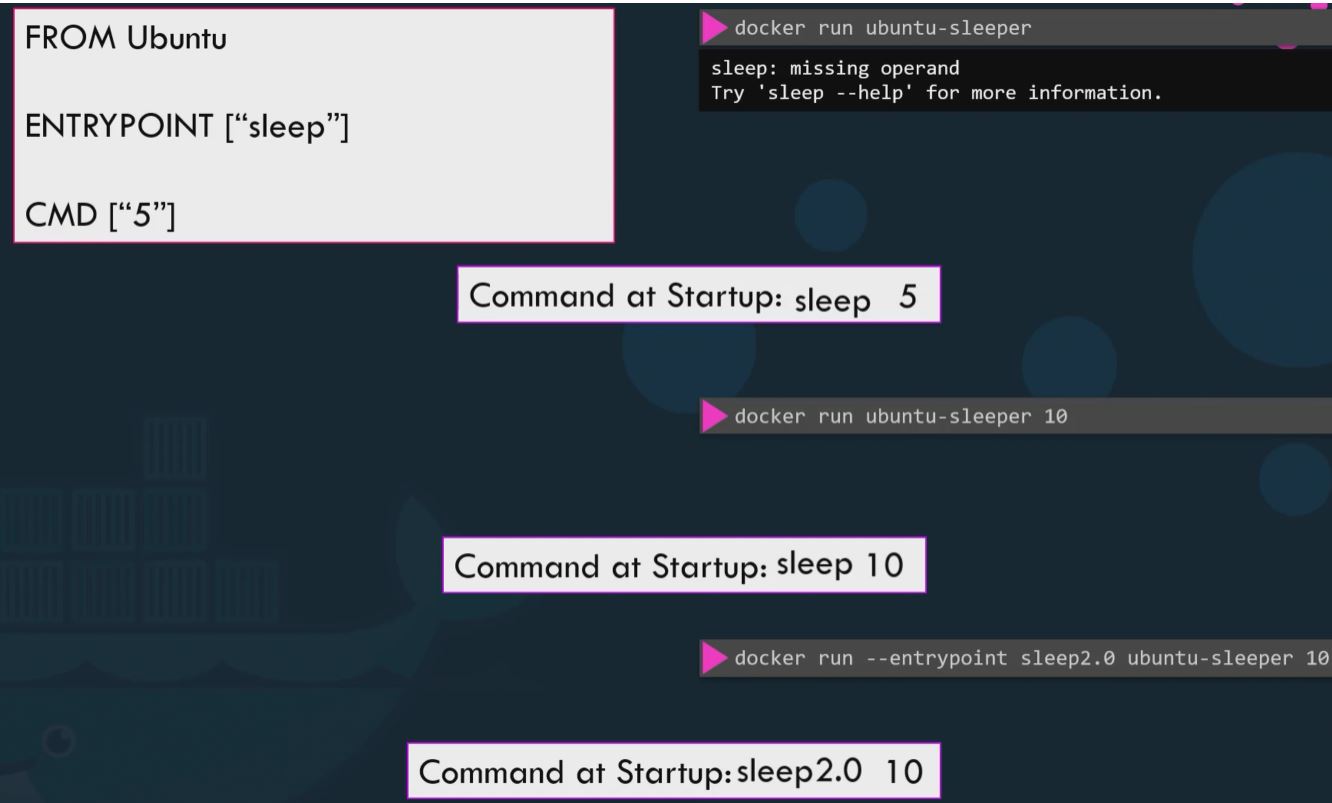 FROM Ubuntu
ENTRYPOINT [“sleep”]
CMD [“5”]
docker run ubuntu-sleeper
sleep: missing operand
Try 'sleep --help' for more information.
Command at Startup: sleep 5
docker run ubuntu-sleeper 10
Command at Startup: sleep 10
docker run --entrypoint sleep2.0 ubuntu-sleeper 10
Command at Startup: sleep2.0 10